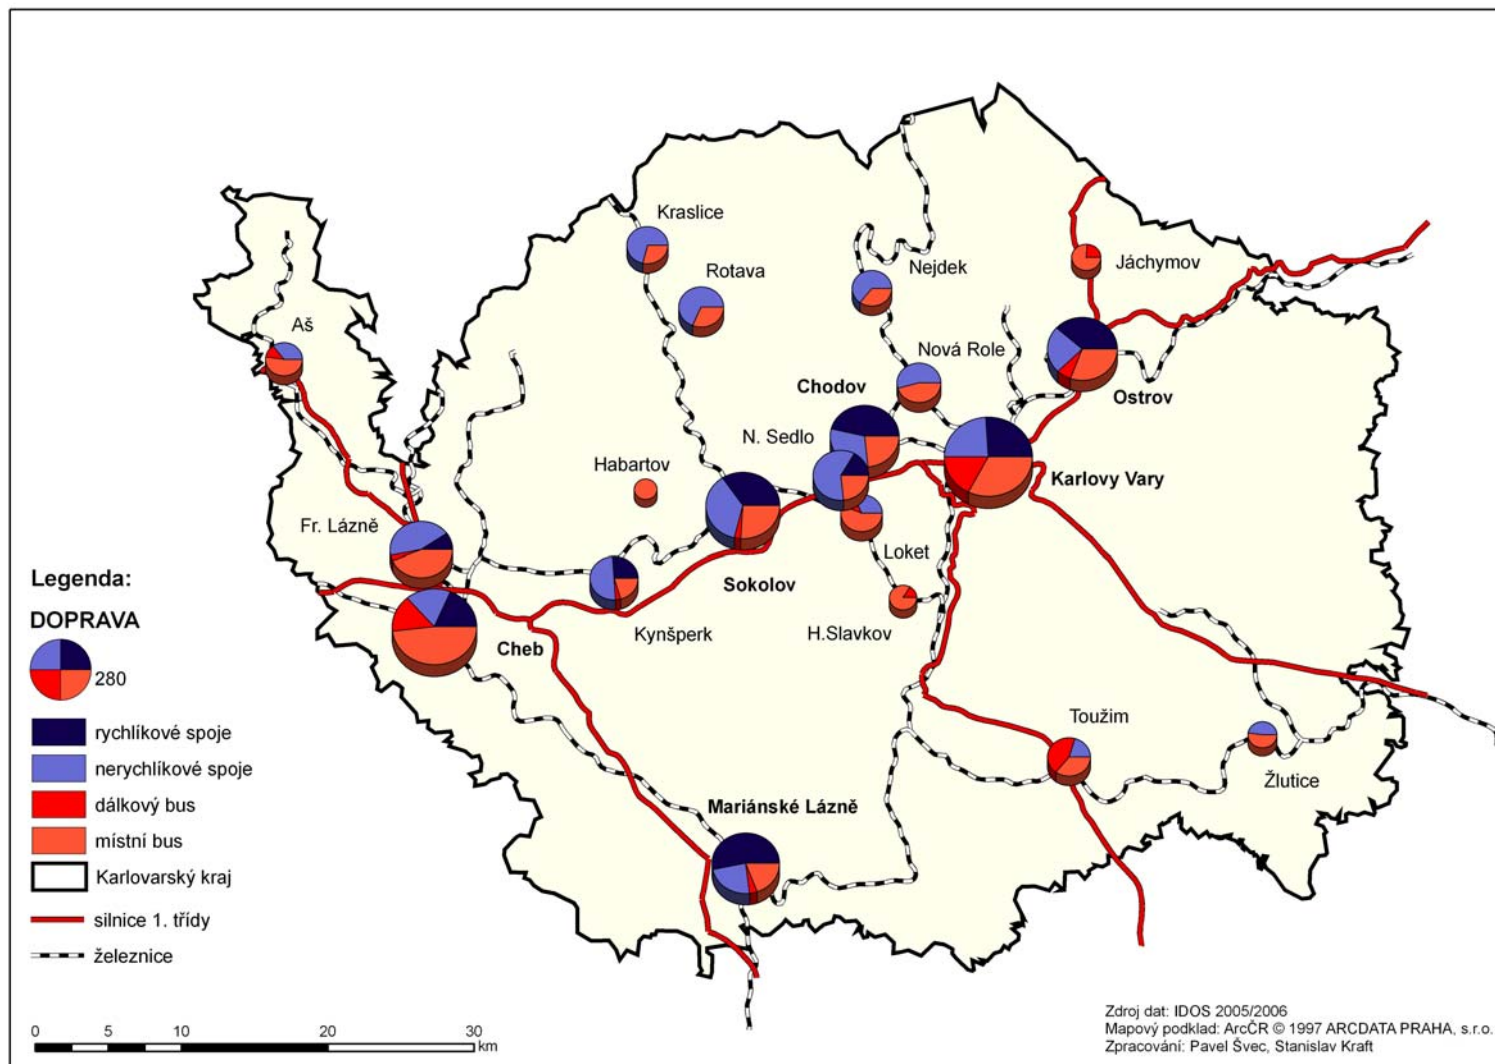 Kraslice
Rotava
Nejdek
Jáchymov
Aš
Nová Role
Chodov
Ostrov
N. Sedlo
Habartov
Karlovy Vary
Fr. Lázně
Loket
Sokolov
Kynšperk
H.Slavkov
Cheb
Toužim
Žlutice
Mariánské Lázně
Legenda:
DOPRAVA
280
rychlíkové spoje
nerychlíkové spoje
dálkový bus
místní bus
Karlovarský kraj
silnice 1. třídy
železnice
0 5 10 20 30
km
Zdroj dat: IDOS 2005/2006
Mapový podklad: ArcČR © 1997 ARCDATA PRAHA, s.r.o.
Zpracování: Pavel Švec, Stanislav Kraft